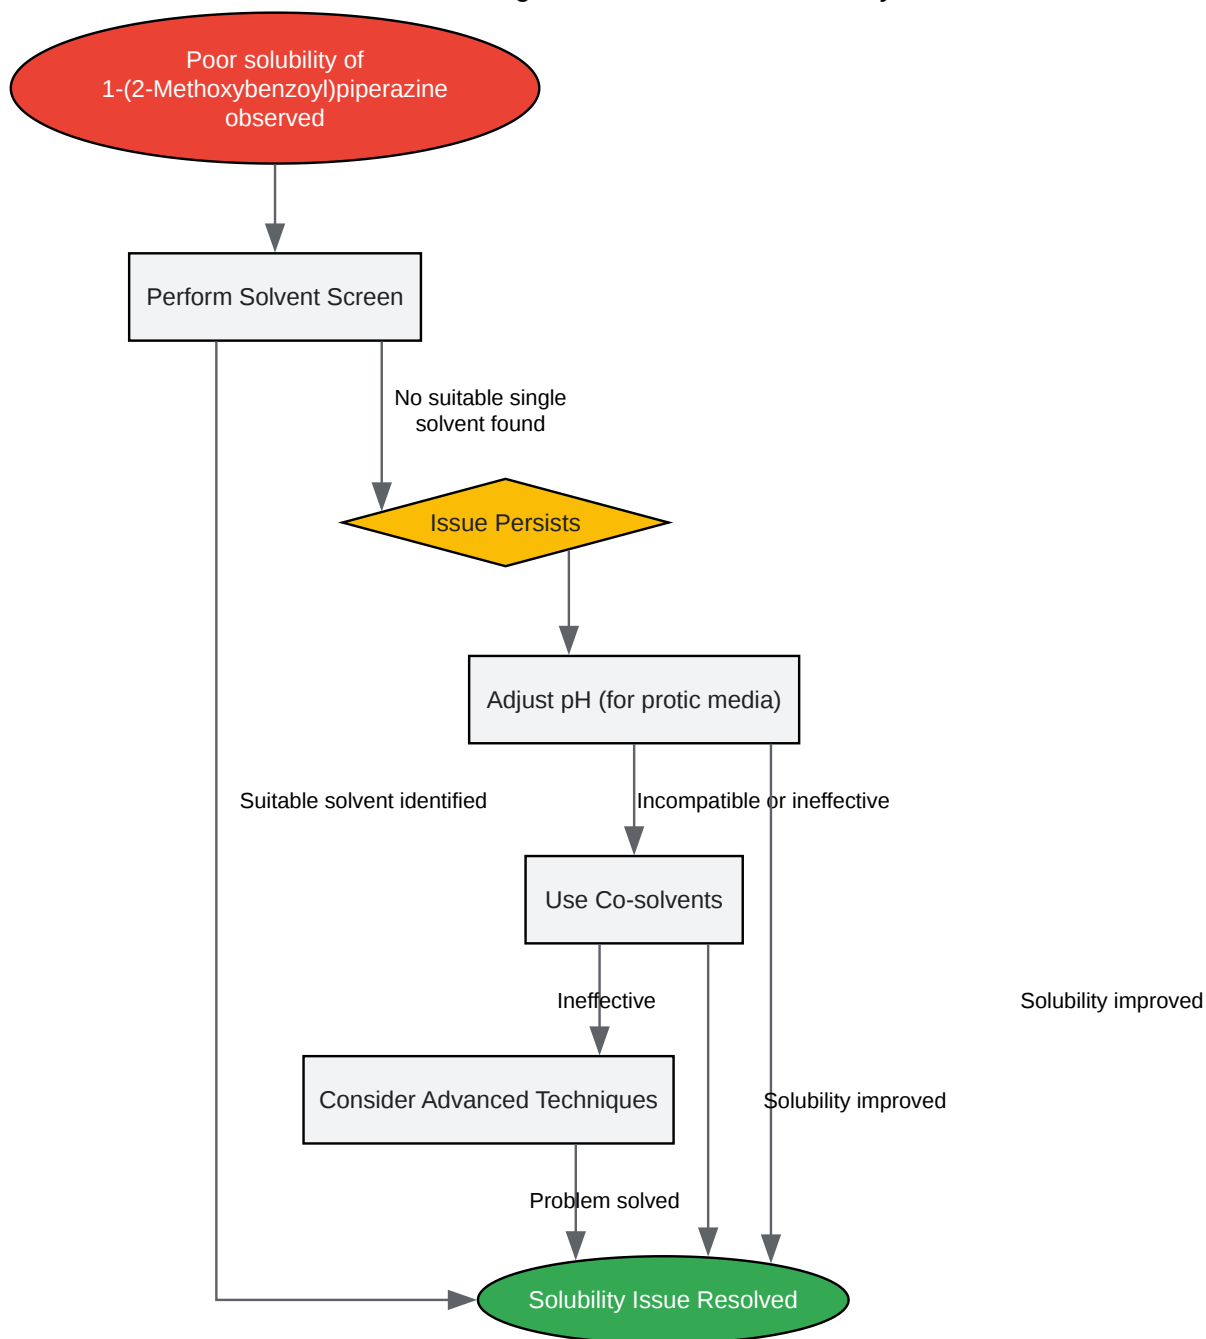 Poor solubility of
1-(2-Methoxybenzoyl)piperazine
observed
Perform Solvent Screen
No suitable single
solvent found
Issue Persists
Adjust pH (for protic media)
Suitable solvent identified
Incompatible or ineffective
Use Co-solvents
Ineffective
Solubility improved
Consider Advanced Techniques
Solubility improved
Problem solved
Solubility Issue Resolved